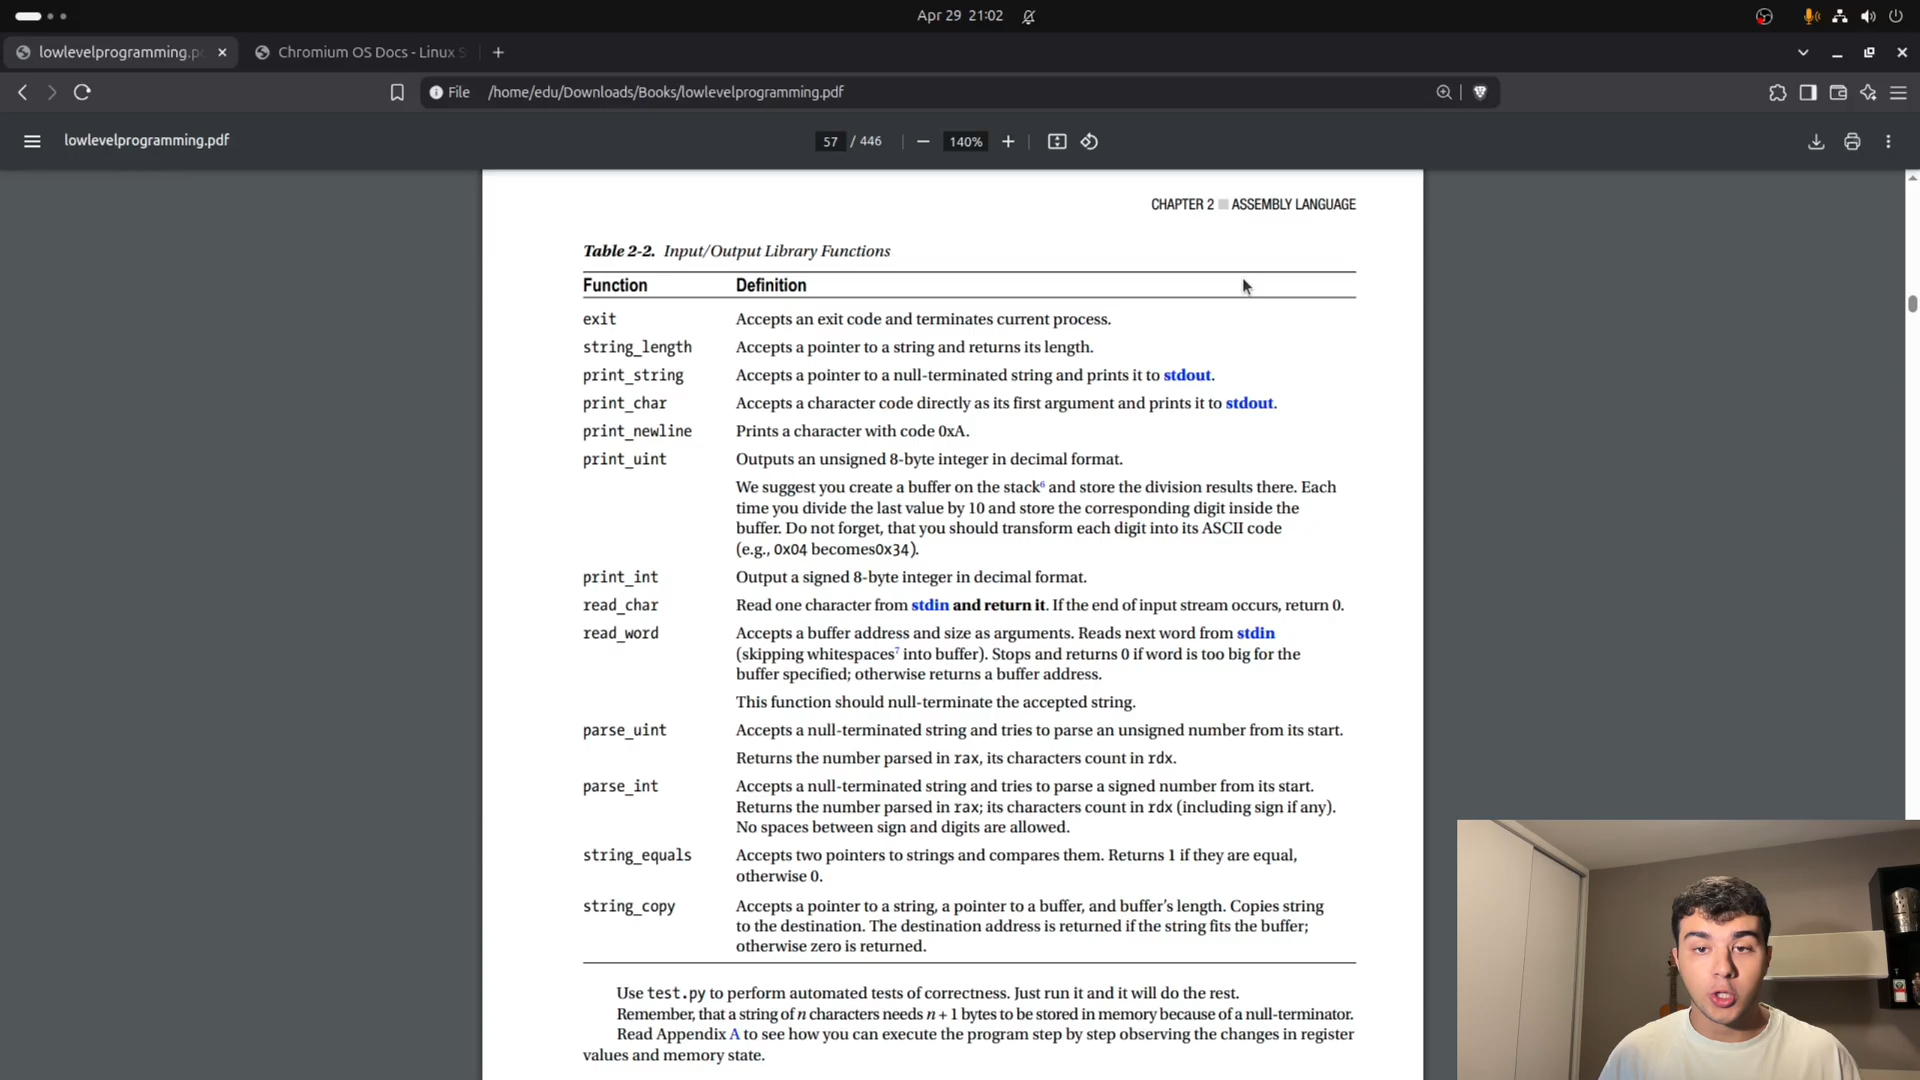 Apr 29 21:02
lowlevelprogramming.p
Chromium OS Docs - Linux S
File /home/edu/Downloads/Books/lowlevelprogramming.pdf
lowlevelprogramming.pdf
57 / 446
140%
CHAPTER 2 ■ ASSEMBLY LANGUAGE
Table 2-2. Input/Output Library Functions
Function Definition
exit Accepts an exit code and terminates current process.
string_length Accepts a pointer to a string and returns its length.
print_string Accepts a pointer to a null-terminated string and prints it to stdout.
print_char Accepts a character code directly as its first argument and prints it to stdout.
print_newline Prints a character with code 0xA.
print_uint Outputs an unsigned 8-byte integer in decimal format.
We suggest you create a buffer on the stack6 and store the division results there. Each
time you divide the last value by 10 and store the corresponding digit inside the
buffer. Do not forget, that you should transform each digit into its ASCII code
(e.g., 0x04 becomes0x34).
print_int Output a signed 8-byte integer in decimal format.
read_char Read one character from stdin and return it. If the end of input stream occurs, return 0.
read_word Accepts a buffer address and size as arguments. Reads next word from stdin
(skipping whitespaces7 into buffer). Stops and returns 0 if word is too big for the
buffer specified; otherwise returns a buffer address.
This function should null-terminate the accepted string.
parse_uint Accepts a null-terminated string and tries to parse an unsigned number from its start.
Returns the number parsed in rax, its characters count in rdx.
parse_int Accepts a null-terminated string and tries to parse a signed number from its start.
Returns the number parsed in rax; its characters count in rdx (including sign if any).
No spaces between sign and digits are allowed.
string_equals Accepts two pointers to strings and compares them. Returns 1 if they are equal,
otherwise 0.
string_copy Accepts a pointer to a string, a pointer to a buffer, and buffer's length. Copies string
to the destination. The destination address is returned if the string fits the buffer;
otherwise zero is returned.
Use test.py to perform automated tests of correctness. Just run it and it will do the rest.
Remember, that a string of n characters needs n + 1 bytes to be stored in memory because of a null-terminator.
Read Appendix A to see how you can execute the program step by step observing the changes in register
values and memory state.